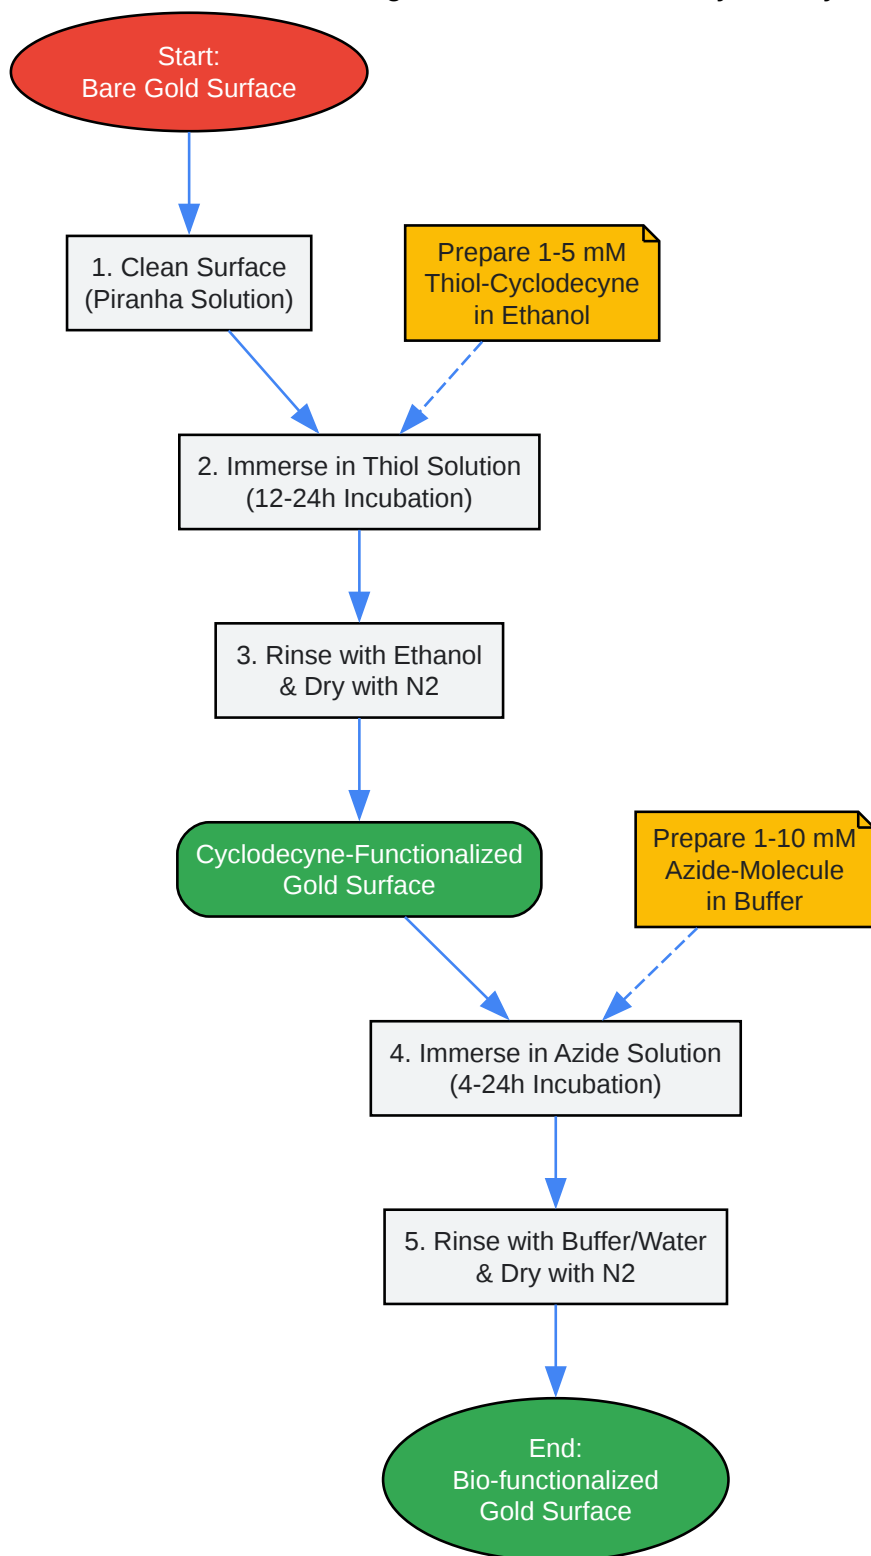 Start:
Bare Gold Surface
1. Clean Surface
(Piranha Solution)
Prepare 1-5 mM
Thiol-Cyclodecyne
in Ethanol
2. Immerse in Thiol Solution
(12-24h Incubation)
3. Rinse with Ethanol
& Dry with N2
Cyclodecyne-Functionalized
Gold Surface
Prepare 1-10 mM
Azide-Molecule
in Buffer
4. Immerse in Azide Solution
(4-24h Incubation)
5. Rinse with Buffer/Water
& Dry with N2
End:
Bio-functionalized
Gold Surface